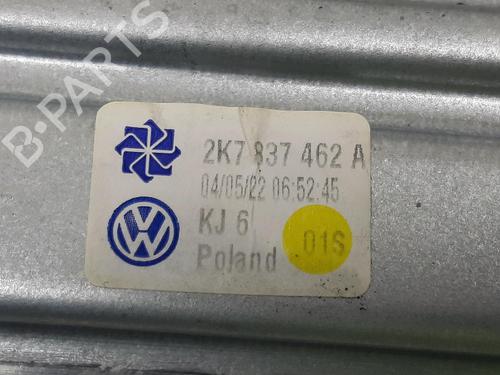 B-PARTS
2K7 837 462 A
04/05/22 06:52:45
KJ 6
01S
Poland